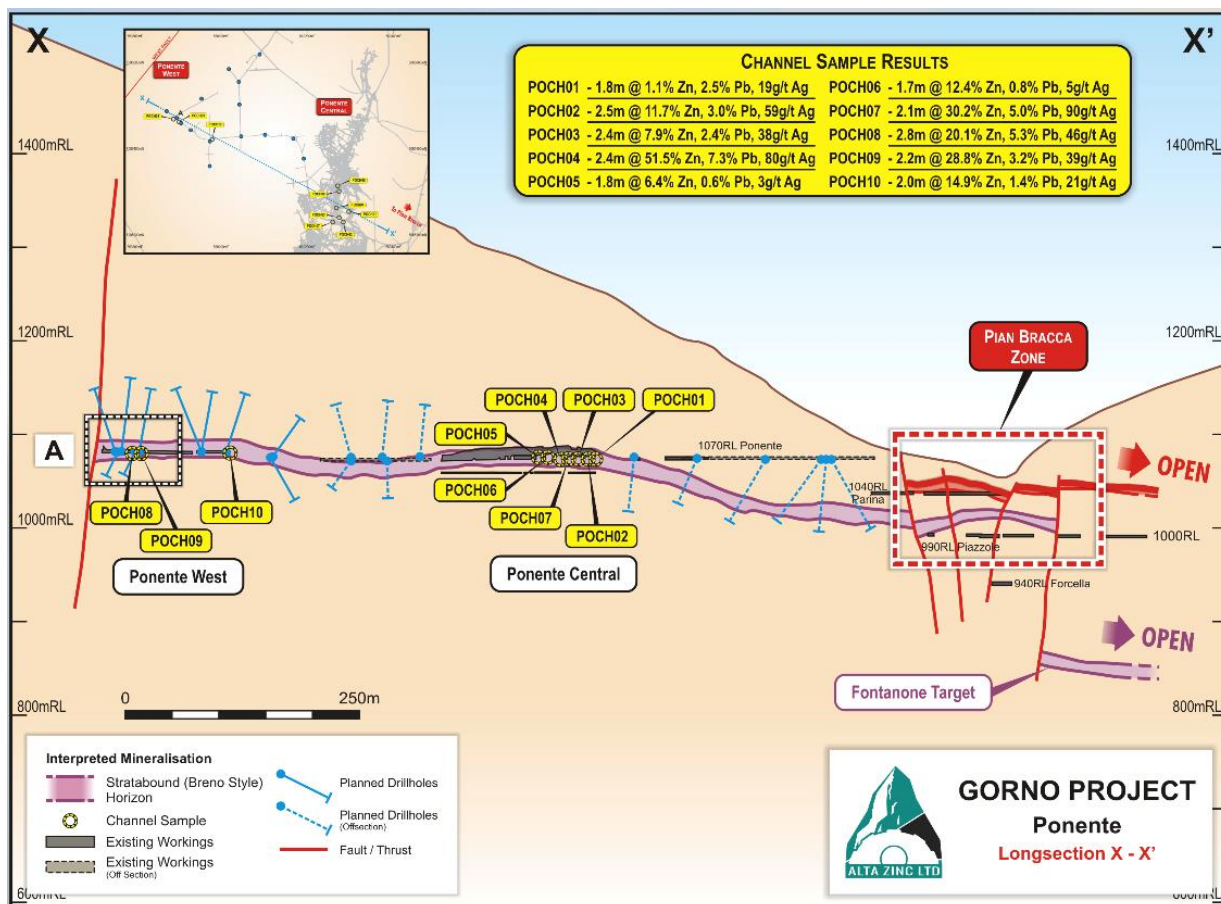 X
X'
PONENTE WEST
PONENTE CENTRAL
CHANNEL SAMPLE RESULTS
POCH01 - 1.8m @ 1.1% Zn, 2.5% Pb, 19g/t Ag
POCH02 - 2.5m @ 11.7% Zn, 3.0% Pb, 59g/t Ag
POCH03 - 2.4m @ 7.9% Zn, 2.4% Pb, 38g/t Ag
POCH04 - 2.4m @ 51.5% Zn, 7.3% Pb, 80g/t Ag
POCH05 - 1.8m @ 6.4% Zn, 0.6% Pb, 3g/t Ag
POCH06 - 1.7m @ 12.4% Zn, 0.8% Pb, 5g/t Ag
POCH07 - 2.1m @ 30.2% Zn, 5.0% Pb, 90g/t Ag
POCH08 - 2.8m @ 20.1% Zn, 5.3% Pb, 46g/t Ag
POCH09 - 2.2m @ 28.8% Zn, 3.2% Pb, 39g/t Ag
POCH10 - 2.0m @ 14.9% Zn, 1.4% Pb, 21g/t Ag
1400mRL
1400mRL
1200mRL
1200mRL
PIAN BRACCA
ZONE
POCH04
POCH03
POCH01
POCH05
A
1070RL Ponente
OPEN
1040RL
Parina
POCH06
POCH08
POCH10
POCH07
POCH09
POCH02
1000mRL
1000RL
990RL Piazzole
Ponente West
Ponente Central
940RL Forcella
OPEN
Fontanone Target
0
250m
800mRL
800mRL
Interpreted Mineralisation
Stratabound (Breno Style)
Horizon
Channel Sample
Existing Workings
Existing Workings
(Off Section)
Planned Drillholes
Planned Drillholes
(Offsection)
Fault / Thrust
ALTA ZINC LTD
GORNO PROJECT
Ponente
Longsection X - X'
600mRL